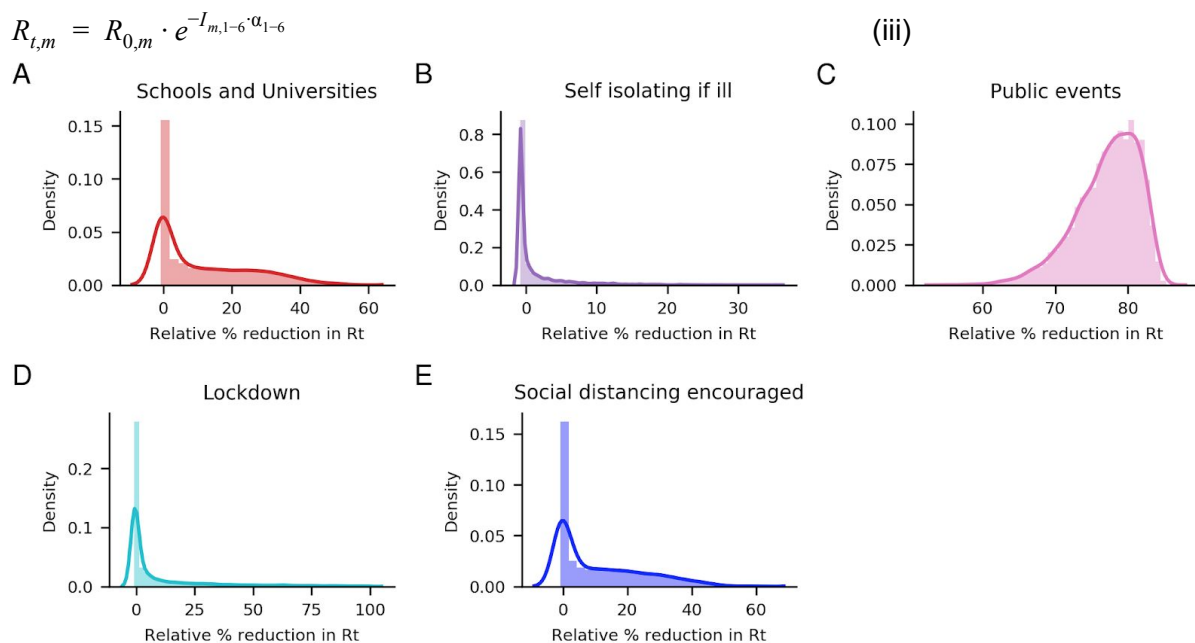 R_{t,m} = R_{0,m} · e^{-I_{m,1-6}·α_{1-6}} (iii)
A
Schools and Universities
0.15
0.10
0.05
0.00
Density
0 20 40 60
Relative % reduction in Rt
B
Self isolating if ill
0.8
0.6
0.4
0.2
0.0
Density
0 10 20 30
Relative % reduction in Rt
C
Public events
0.100
0.075
0.050
0.025
0.000
Density
60 70 80
Relative % reduction in Rt
D
Lockdown
0.2
0.1
0.0
Density
0 25 50 75 100
Relative % reduction in Rt
E
Social distancing encouraged
0.15
0.10
0.05
0.00
Density
0 20 40 60
Relative % reduction in Rt